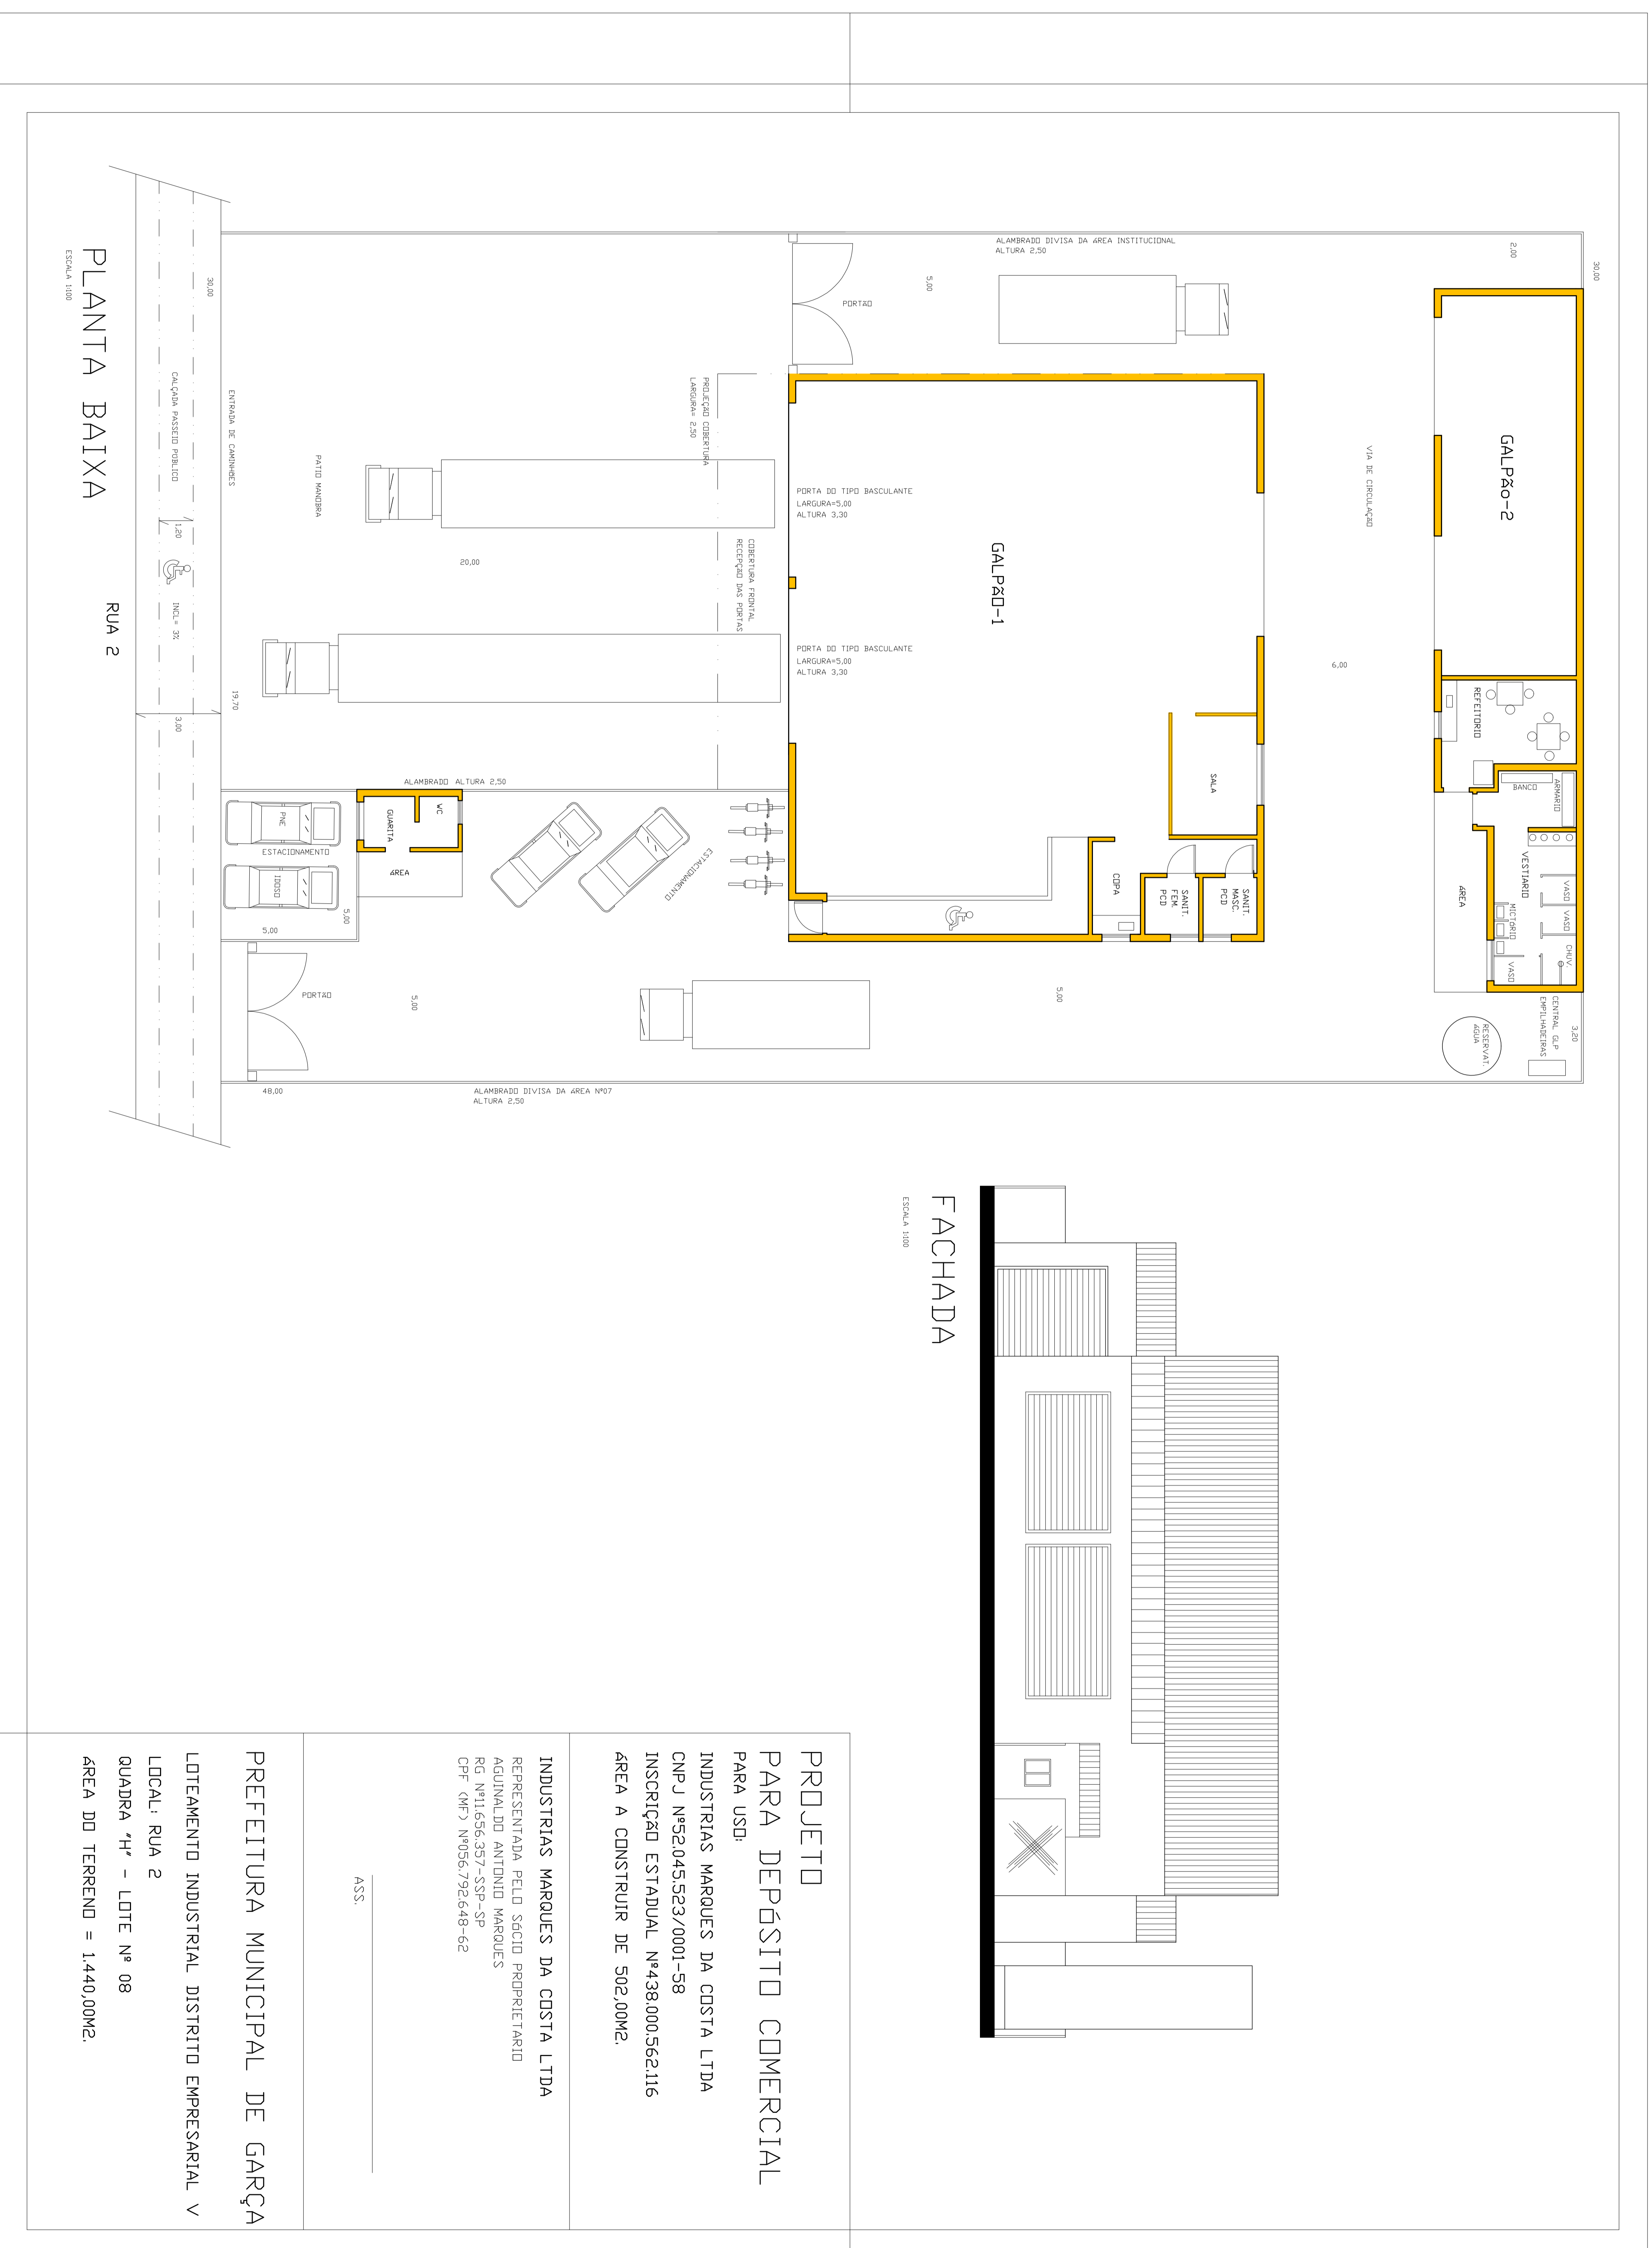 PLANTA BAIXA
ESCALA 1:100
RUA 2
30,00
CALÇADA PASSEIO POBLICO
1,20
INCL= 3%
3,00
ENTRADA DE CAMINHÕES
19,70
PATIO MANOBRA
20,00
PROJEÇÃO COBERTURA
LARGURA= 2,50
COBERTURA FRONTAL
RECEPÇÃO DAS PORTAS
ALAMBRADO ALTURA 2,50
PNE
ESTACIONAMENTO
IDOSO
5,00
5,00
GUARITA
WC
ÁREA
ESTACIONAMENTO
PORTÃO
5,00
48,00
ALAMBRADO DIVISA DA ÁREA Nº07
ALTURA 2,50
5,00
ALAMBRADO DIVISA DA ÁREA INSTITUCIONAL
ALTURA 2,50
PORTÃO
5,00
PORTA DO TIPO BASCULANTE
LARGURA=5,00
ALTURA 3,30
PORTA DO TIPO BASCULANTE
LARGURA=5,00
ALTURA 3,30
GALPÃO-1
SALA
COPA
SANIT.
FEM.
PCD
SANIT.
MASC.
PCD
VIA DE CIRCULAÇÃO
6,00
2,00
30,00
GALPÃO-2
REFEITORIO
BANCO
ARMARIO
VESTIARIO
VASO
VASO
CHUV.
MICTORIO
VASO
ÁREA
CENTRAL GLP
EMPILHADEIRAS
3,20
RESERVAT.
ÁGUA
FACHADA
ESCALA 1:100
PROJETO
PARA DEPÓSITO COMERCIAL
PARA USO:
INDUSTRIAS MARQUES DA COSTA LTDA
CNPJ Nº52.045.523/0001-58
INSCRIÇÃO ESTADUAL Nº438.000.562.116
ÁREA A CONSTRUIR DE 502,00M2.
INDUSTRIAS MARQUES DA COSTA LTDA
REPRESENTADA PELO SÓCIO PROPRIETARIO
AGUINALDO ANTONIO MARQUES
RG Nº11.656.357-SSP-SP
CPF (MF) Nº056.792.648-62
ASS.
PREFEITURA MUNICIPAL DE GARÇA
LOTEAMENTO INDUSTRIAL DISTRITO EMPRESARIAL V
LOCAL: RUA 2
QUADRA "H" - LOTE Nº 08
ÁREA DO TERRENO = 1.440,00M2.